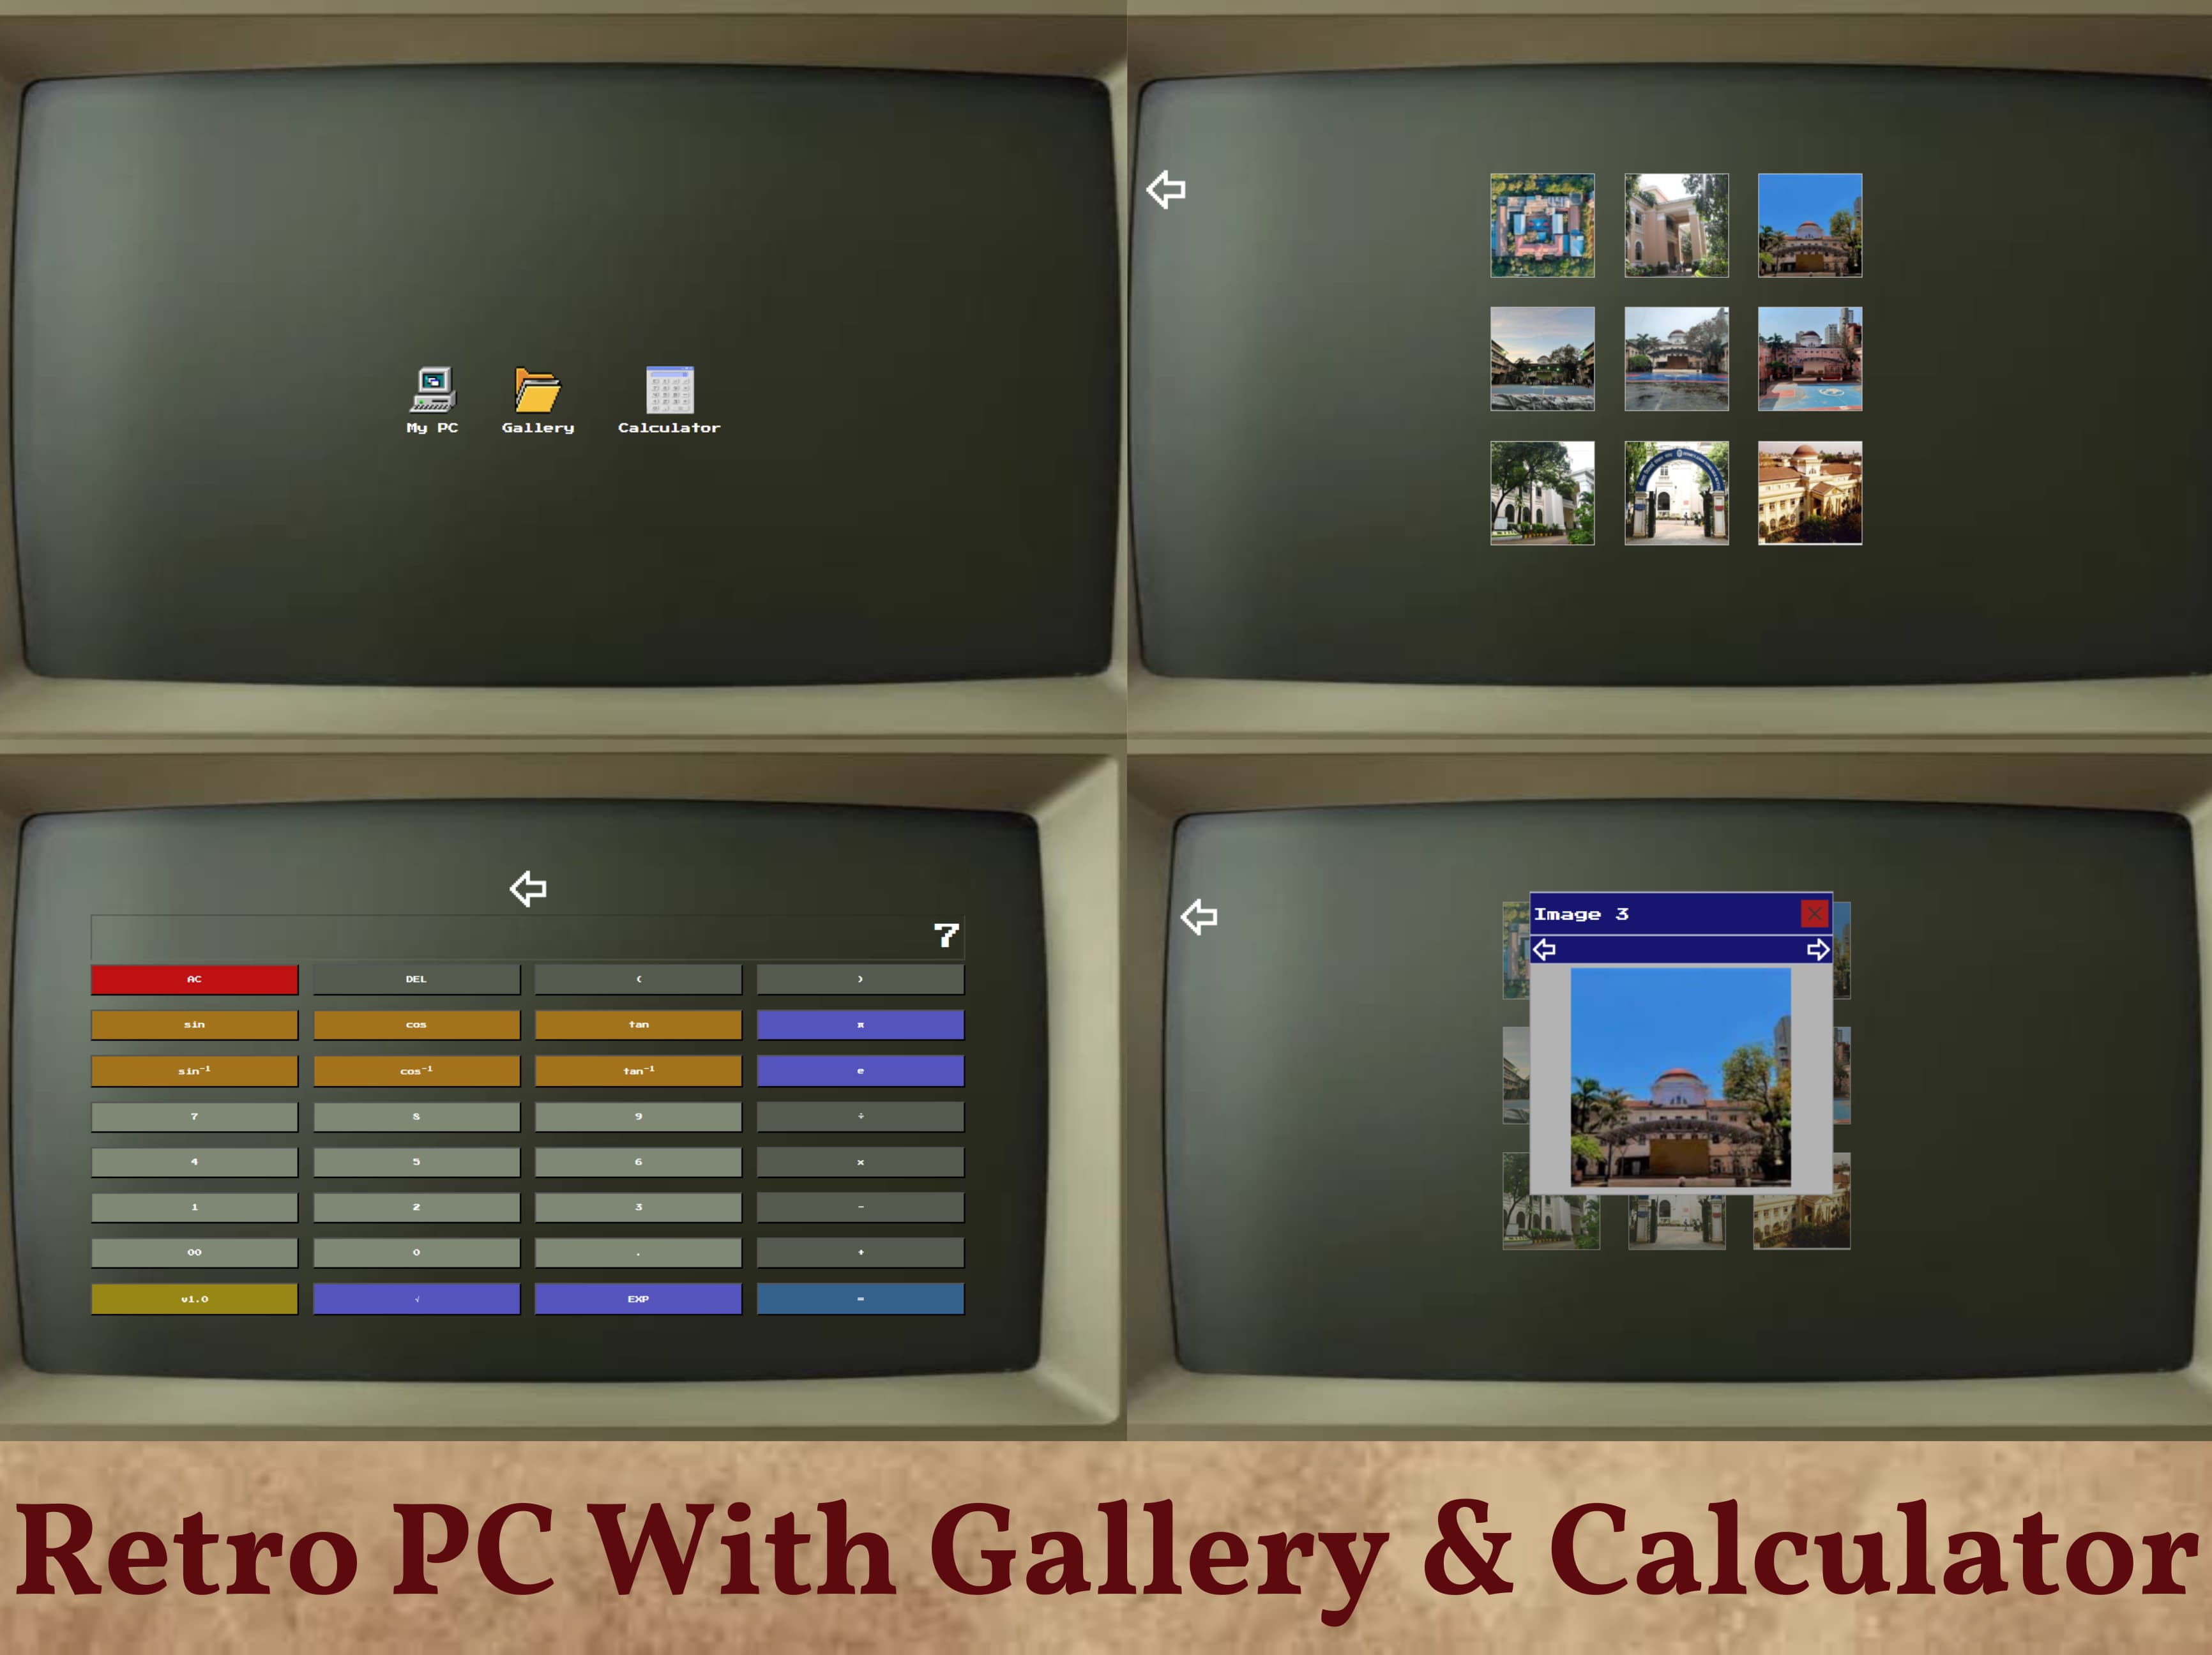 My PC Gallery Calculator
7
AC DEL ( )
sin cos tan π
sin⁻¹ cos⁻¹ tan⁻¹ e
7 8 9 ÷
4 5 6 ×
1 2 3 -
00 0 . +
v1.0 √ EXP =
Image 3
Retro PC With Gallery & Calculator